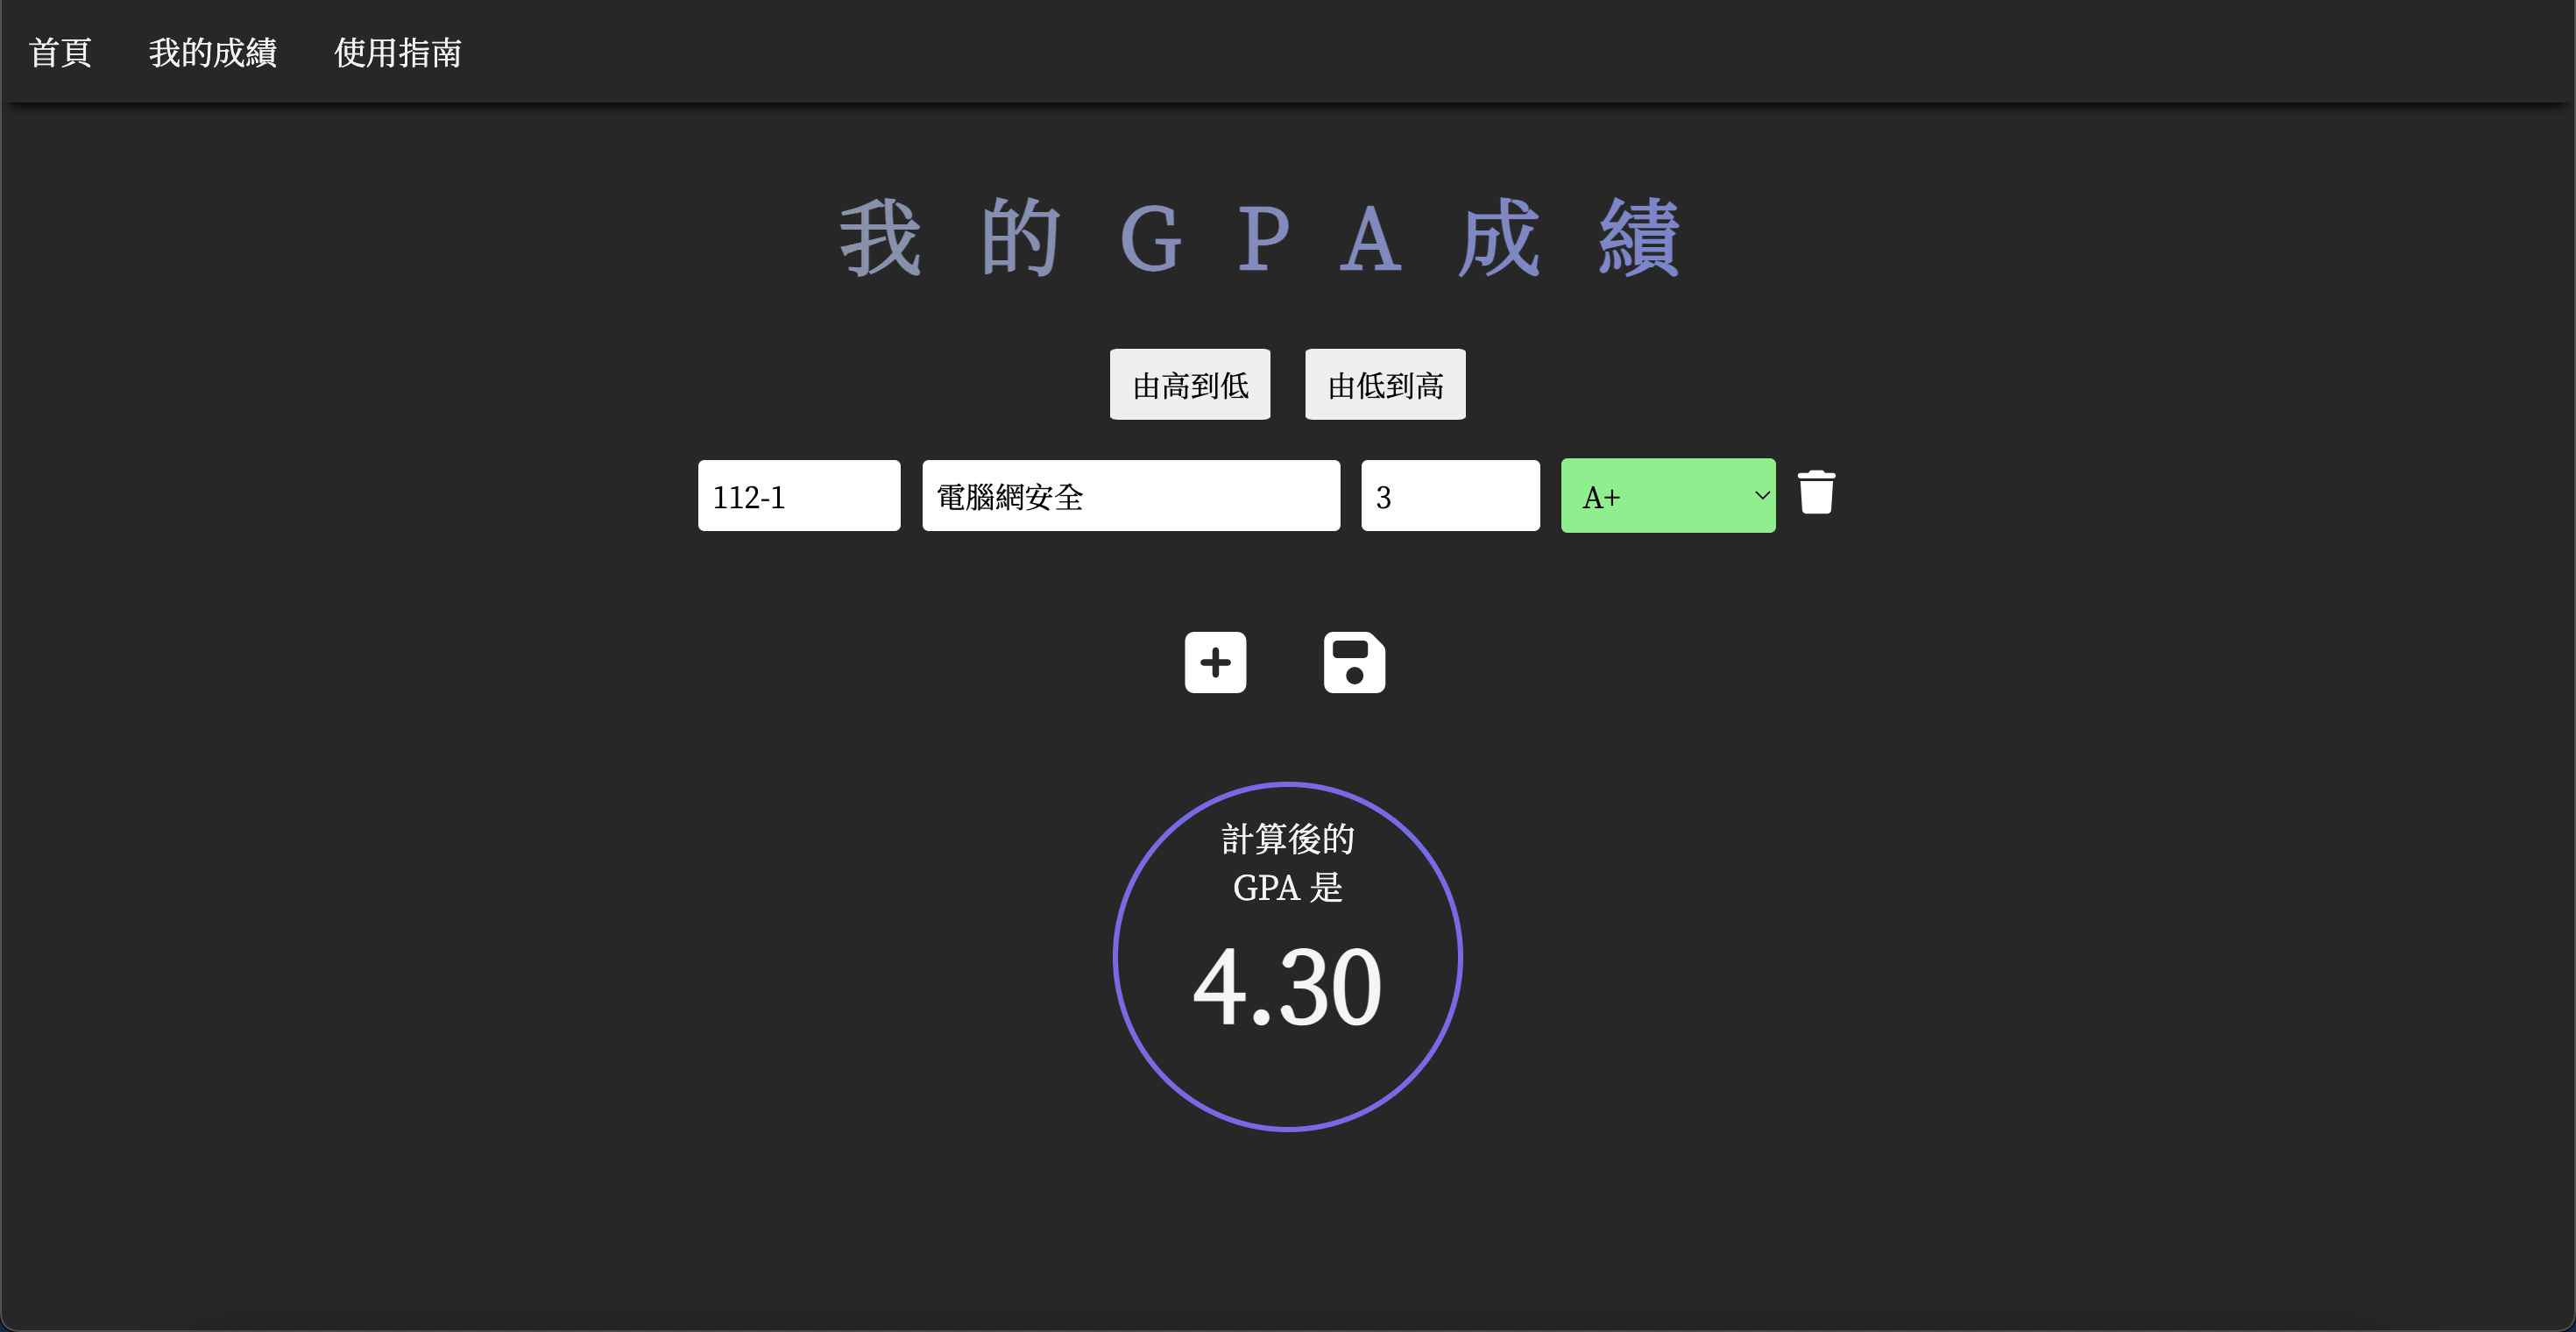 首頁 我的成績 使用指南
我的GPA成績
由高到低 由低到高
112-1 電腦網安全 3 A+
計算後的
GPA 是
4.30